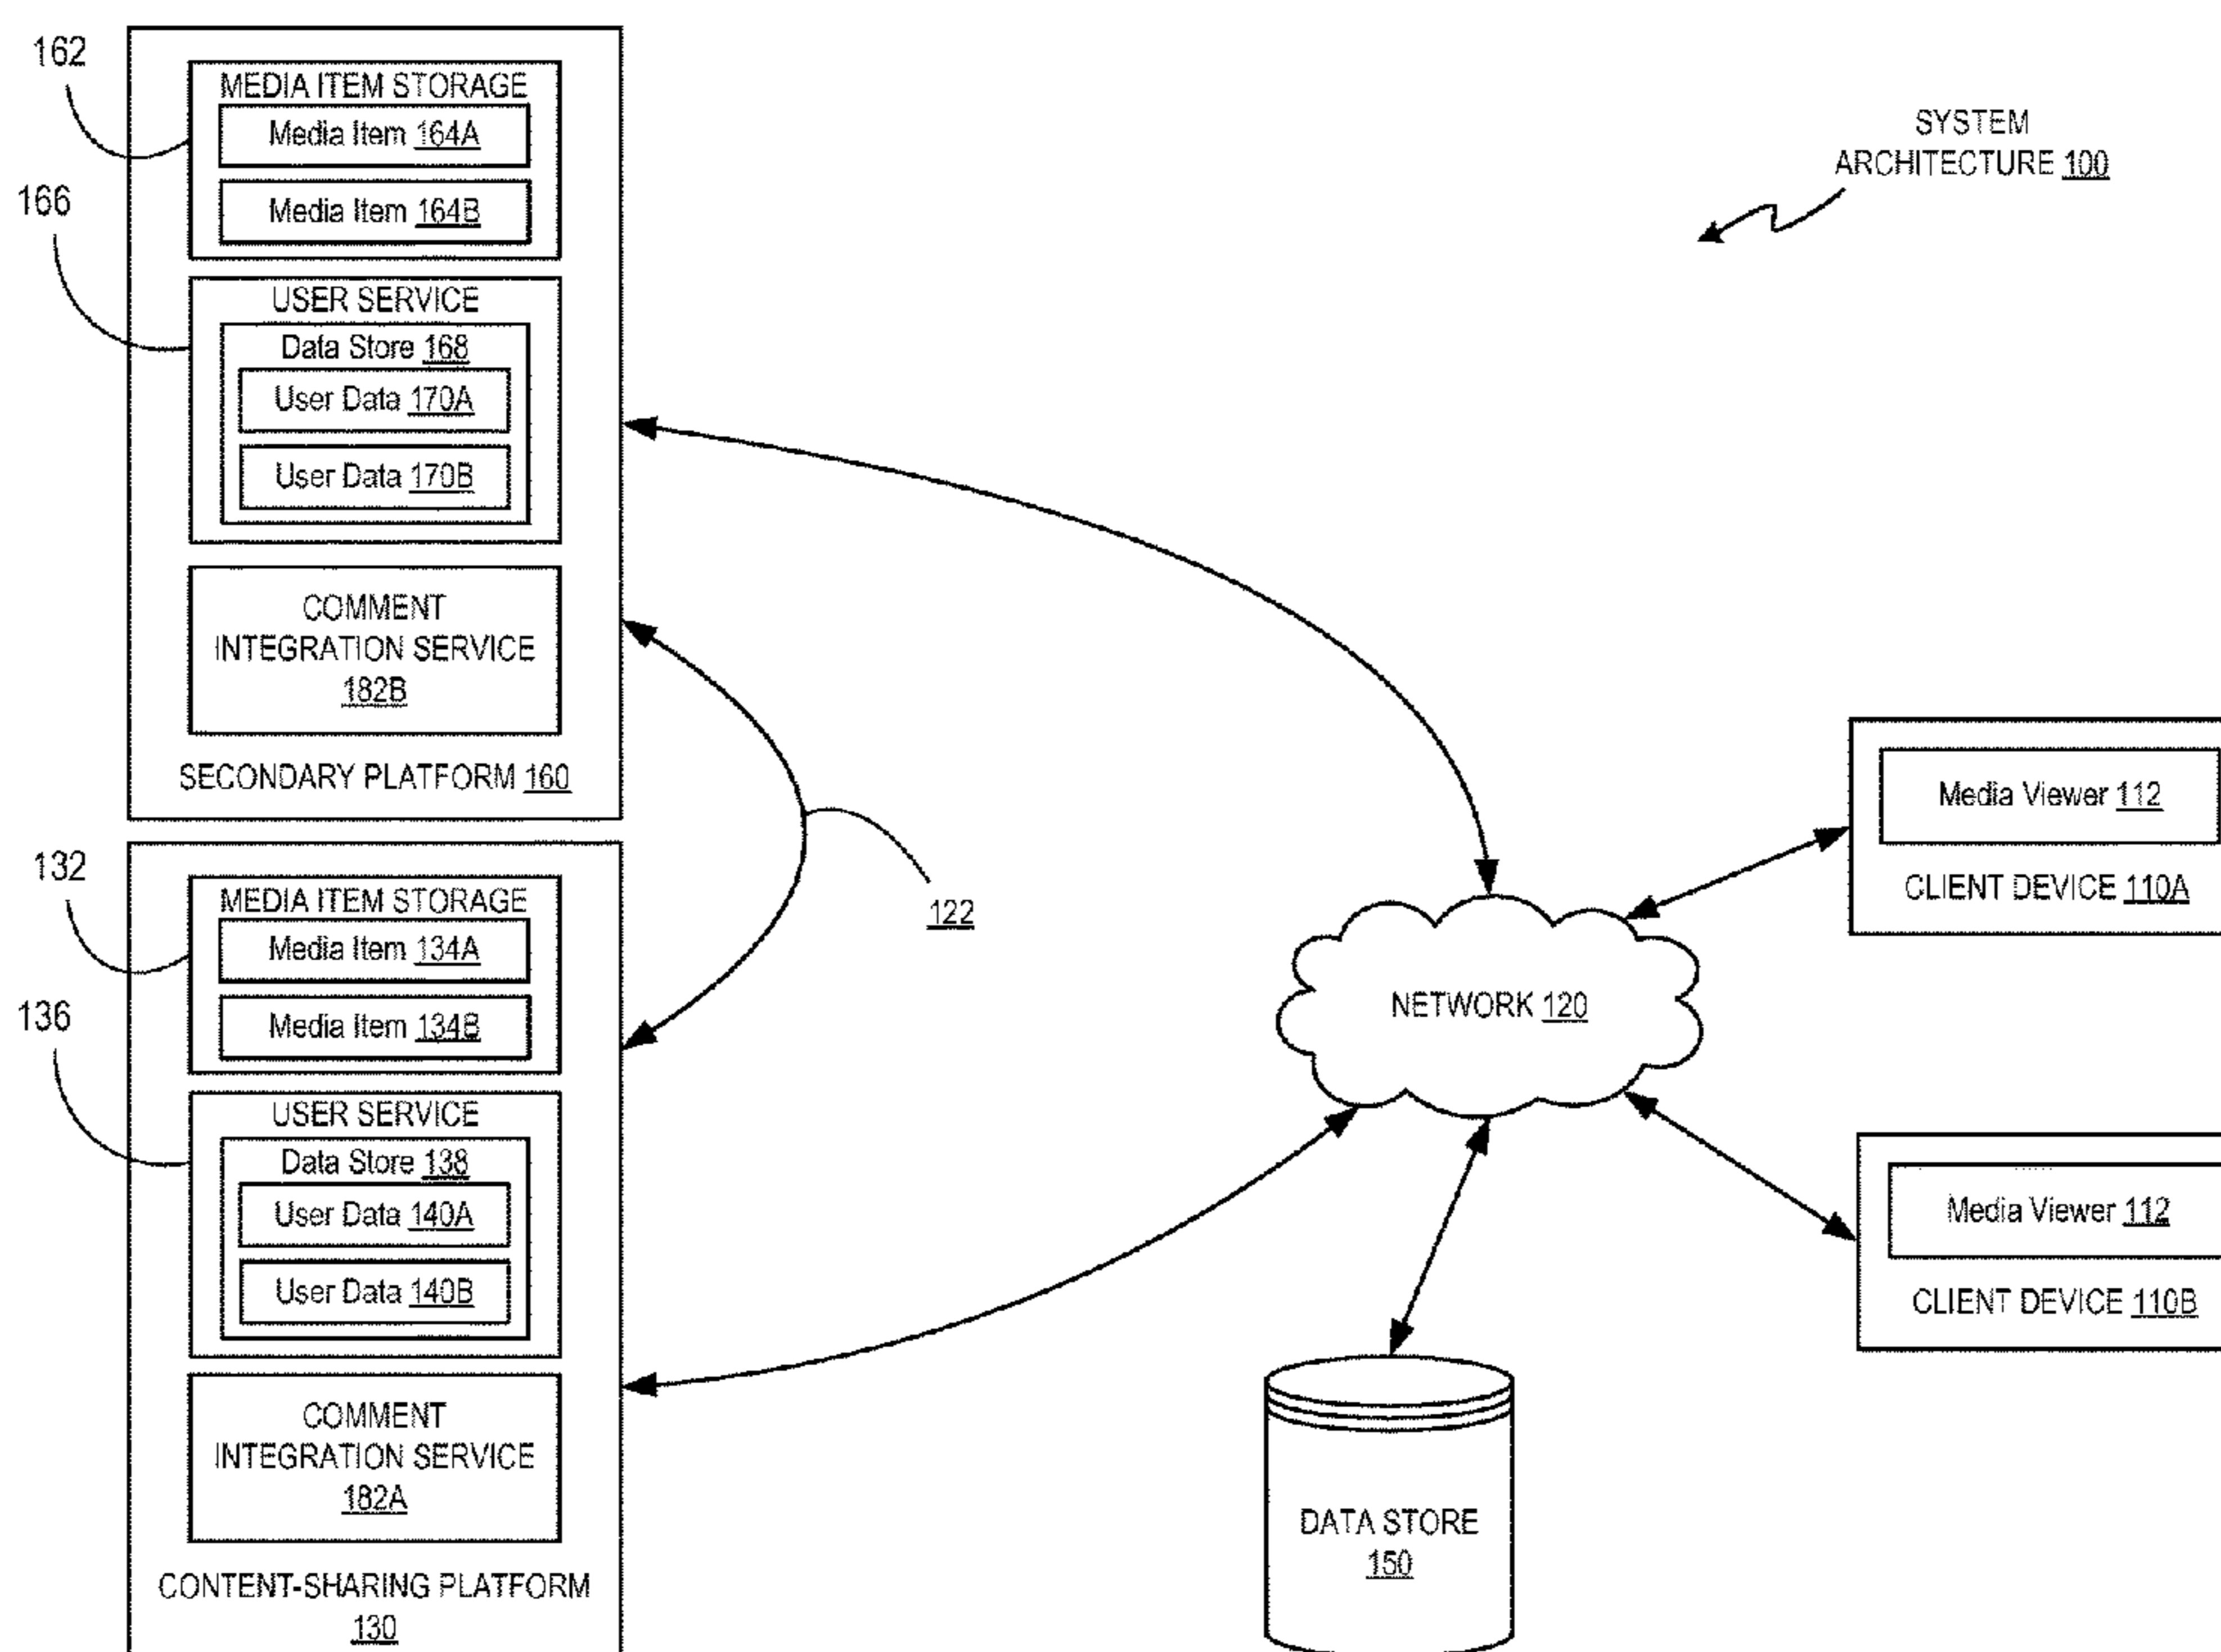 162
MEDIA ITEM STORAGE
Media Item 164A
Media Item 164B
166
USER SERVICE
Data Store 168
User Data 170A
User Data 170B
COMMENT
INTEGRATION SERVICE
182B
SECONDARY PLATFORM 160
SYSTEM
ARCHITECTURE 100
132
MEDIA ITEM STORAGE
Media Item 134A
Media Item 134B
136
USER SERVICE
Data Store 138
User Data 140A
User Data 140B
COMMENT
INTEGRATION SERVICE
182A
CONTENT-SHARING PLATFORM
130
122
NETWORK 120
Media Viewer 112
CLIENT DEVICE 110A
Media Viewer 112
CLIENT DEVICE 110B
DATA STORE
150